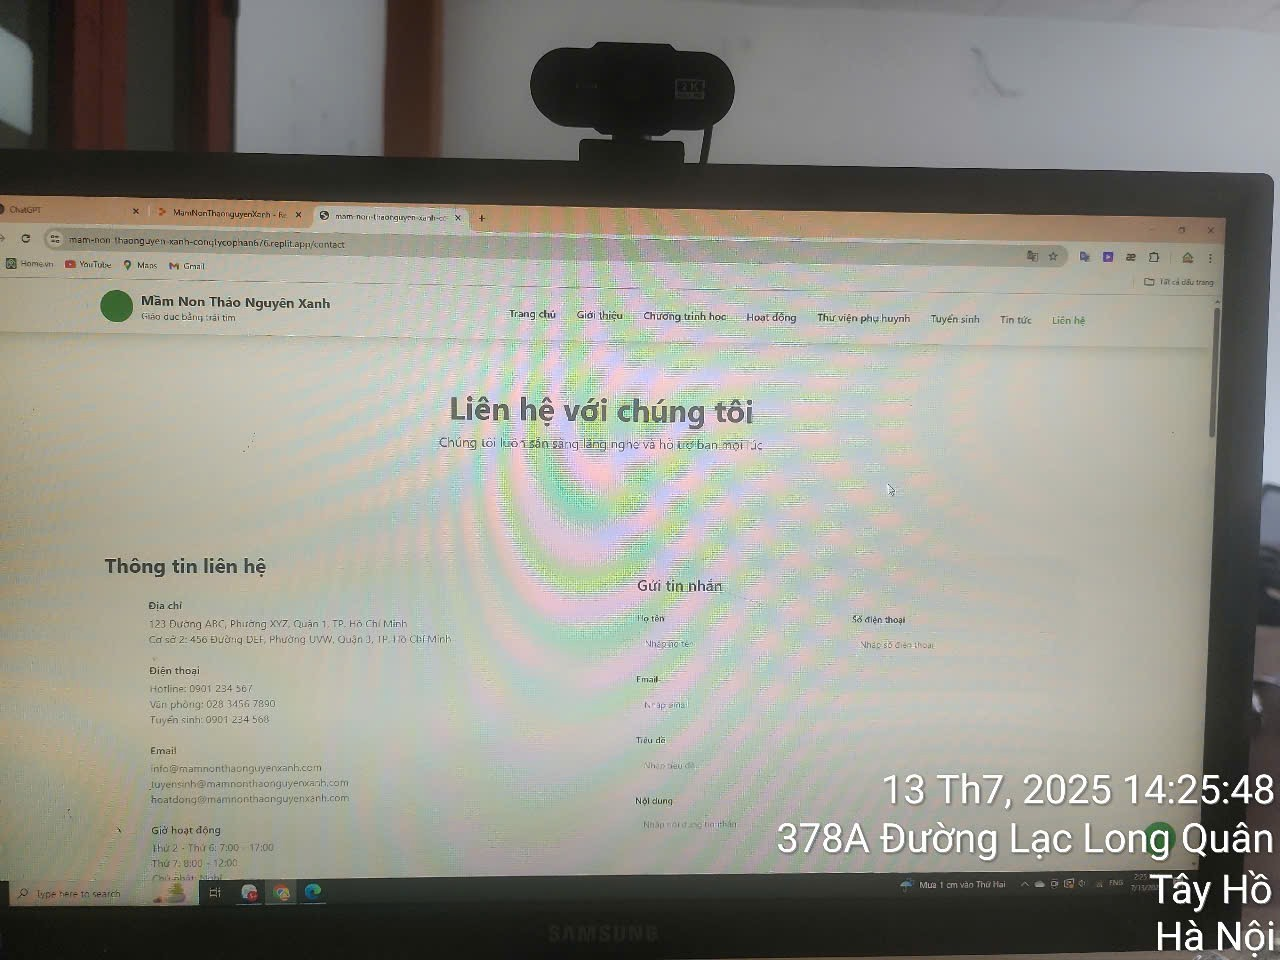 2K
ChatGPT
MamNonThaonguyenXanh - Re
mam-non-thaonguyen-xanh-co
mam-non-thaonguyen-xanh-conglycophan676.replit.app/contact
Home.vn YouTube Maps Gmail
Tất cả dấu trang
Mầm Non Thảo Nguyên Xanh
Giáo dục bằng trái tim
Trang chủ Giới thiệu Chương trình học Hoạt động Thư viện phụ huynh Tuyển sinh Tin tức Liên hệ
Liên hệ với chúng tôi
Chúng tôi luôn sẵn sàng lắng nghe và hỗ trợ bạn mọi lúc
Thông tin liên hệ
Địa chỉ
123 Đường ABC, Phường XYZ, Quận 1, TP. Hồ Chí Minh
Cơ sở 2: 456 Đường DEF, Phường UVW, Quận 3, TP. Hồ Chí Minh
Điện thoại
Hotline: 0901 234 567
Văn phòng: 028 3456 7890
Tuyển sinh: 0901 234 568
Email
info@mamnonthaonguyenxanh.com
tuyensinh@mamnonthaonguyenxanh.com
hoatdong@mamnonthaonguyenxanh.com
Giờ hoạt động
Thứ 2 - Thứ 6: 7:00 - 17:00
Thứ 7: 8:00 - 12:00
Chủ nhật: Nghỉ
Gửi tin nhắn
Họ tên
Nhập họ tên
Số điện thoại
Nhập số điện thoại
Email
Nhập email
Tiêu đề
Nhập tiêu đề
Nội dung
Nhập nội dung tin nhắn
Type here to search
Mưa 1 cm vào Thứ Hai
ENG
SAMSUNG
13 Th7, 2025 14:25:48
378A Đường Lạc Long Quân
Tây Hồ
Hà Nội